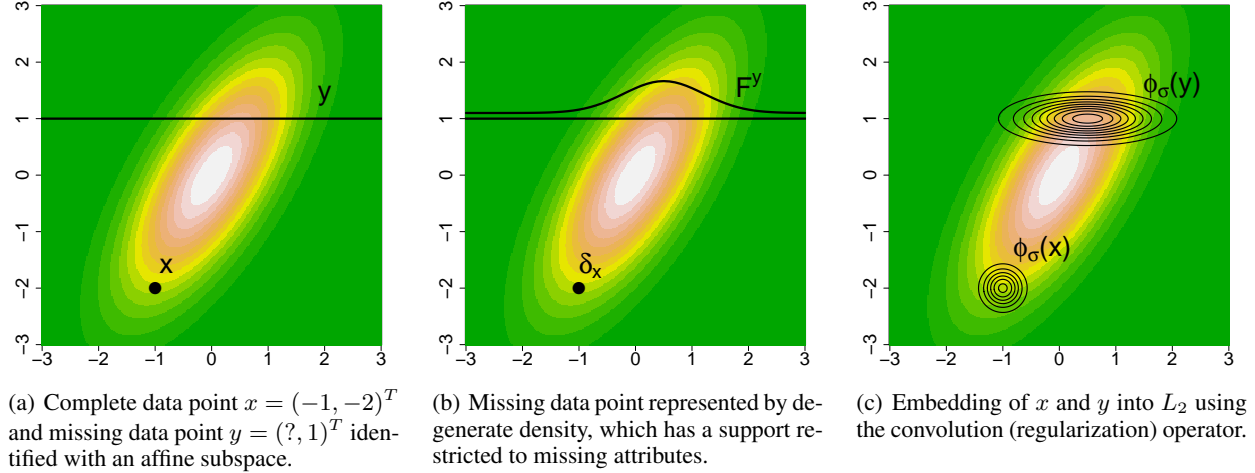 3
2
1
0
−1
−2
−3
−3 −2 −1 0 1 2 3
y
x
3
2
1
0
−1
−2
−3
−3 −2 −1 0 1 2 3
F^y
δ_x
3
2
1
0
−1
−2
−3
−3 −2 −1 0 1 2 3
ϕ_σ(y)
ϕ_σ(x)
(a) Complete data point x = (−1, −2)^T
and missing data point y = (?, 1)^T iden-
tified with an affine subspace.
(b) Missing data point represented by de-
generate density, which has a support re-
stricted to missing attributes.
(c) Embedding of x and y into L_2 using
the convolution (regularization) operator.